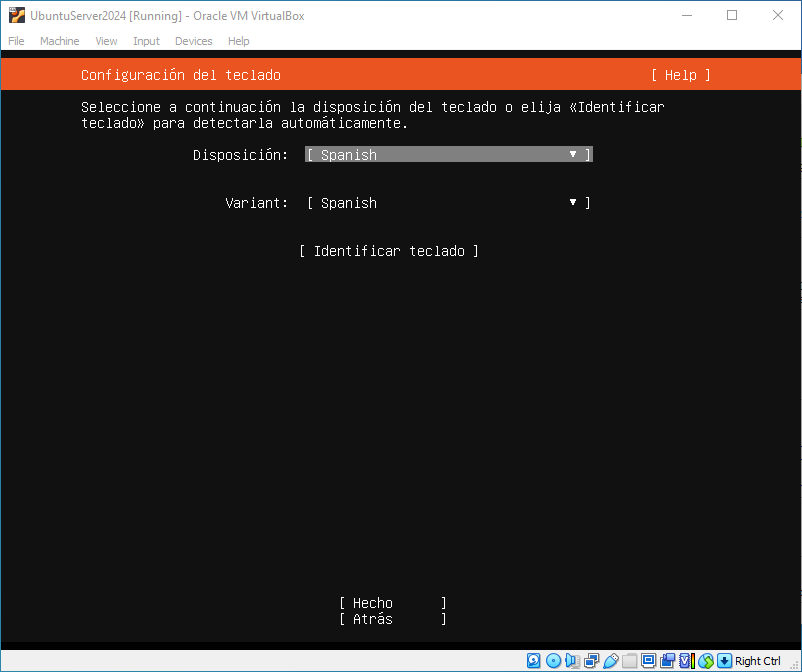 UbuntuServer2024 [Running] - Oracle VM VirtualBox
File Machine View Input Devices Help
Configuración del teclado [ Help ]
Seleccione a continuación la disposición del teclado o elija «Identificar
teclado» para detectarla automáticamente.
Disposición: [ Spanish ▾ ]
Variant: [ Spanish ▾ ]
[ Identificar teclado ]
[ Hecho ]
[ Atrás ]
Right Ctrl